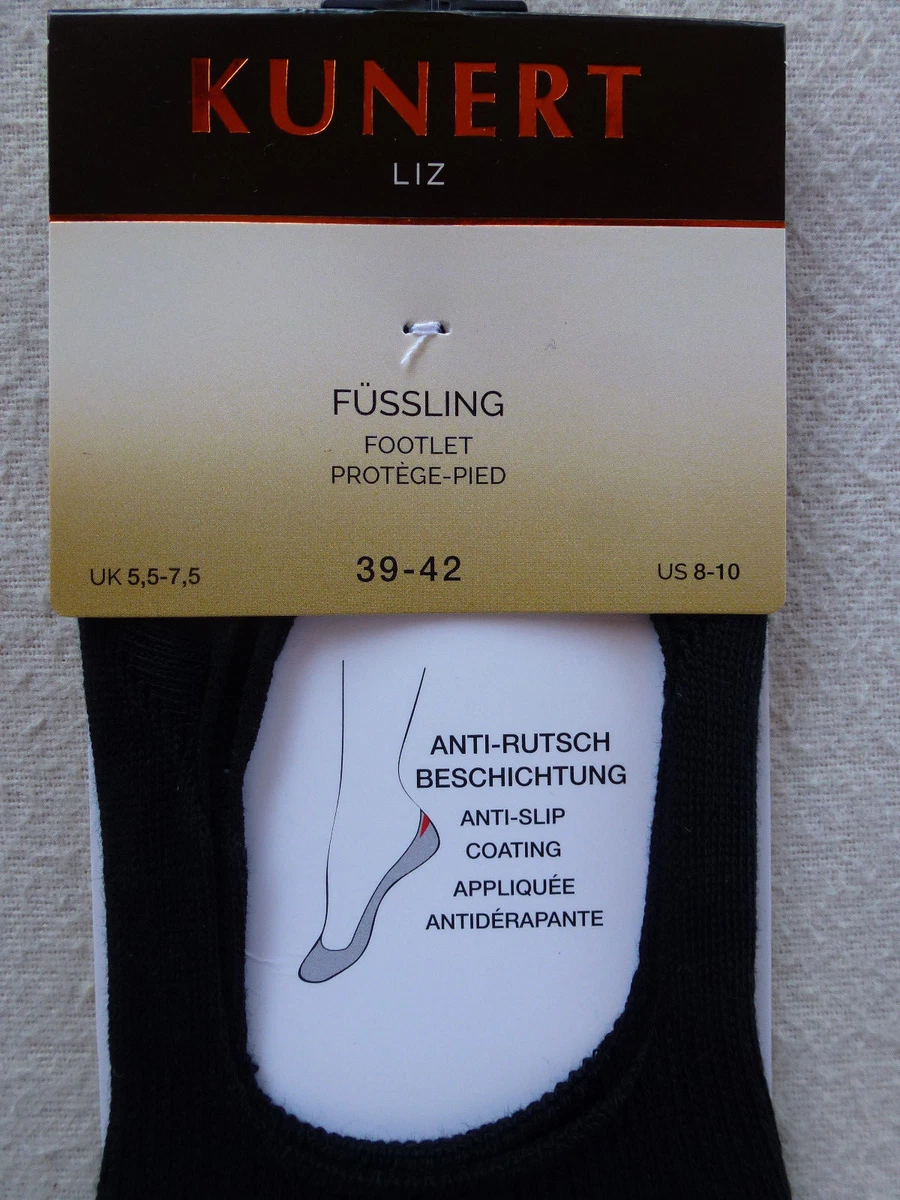 KUNERT
LIZ
FÜSSLING
FOOTLET
PROTÈGE-PIED
UK 5,5-7,5 39-42 US 8-10
ANTI-RUTSCH
BESCHICHTUNG
ANTI-SLIP
COATING
APPLIQUÉE
ANTIDÉRAPANTE